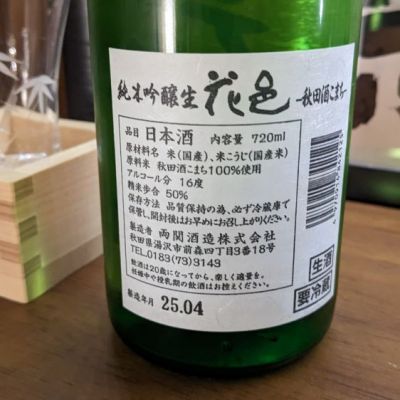 純米吟醸生 花邑 -秋田酒こまち-
品目 日本酒 内容量 720ml
原材料名 米(国産)、米こうじ(国産米)
原料米 秋田酒こまち100%使用
アルコール分 16度
精米歩合 50%
保存方法 品質保持の為、必ず冷蔵庫で
保管し、開封後はお早めにお召し上がりください。
製造者 両関酒造株式会社
秋田県湯沢市前森四丁目3番18号
TEL.0183(73)3143
飲酒は20歳になってから、楽しく適量を。
妊娠中や授乳期の飲酒はお控えください。
製造年月 25.04
生酒
要冷蔵